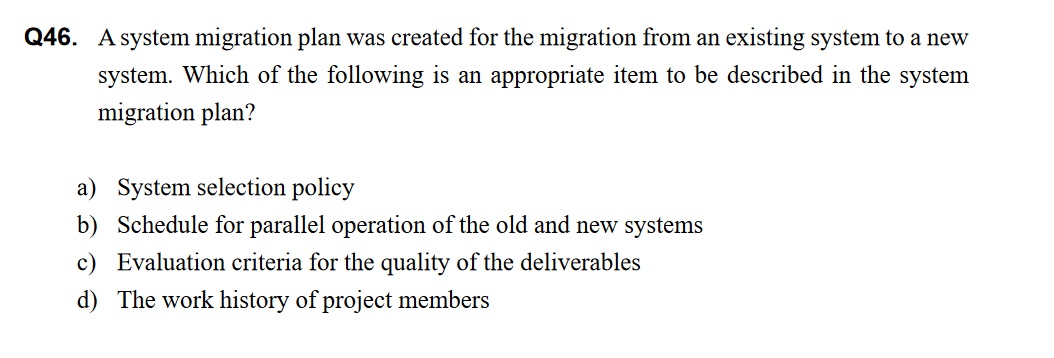 Q46. A system migration plan was created for the migration from an existing system to a new
system. Which of the following is an appropriate item to be described in the system
migration plan?
a) System selection policy
b) Schedule for parallel operation of the old and new systems
c) Evaluation criteria for the quality of the deliverables
d) The work history of project members